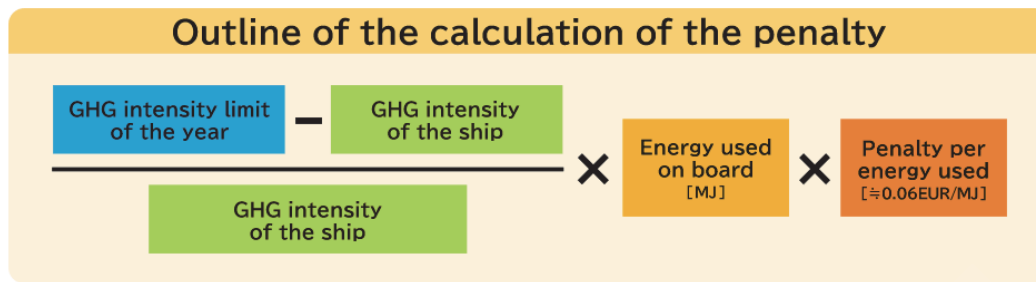 Outline of the calculation of the penalty
GHG intensity limit
of the year
−
GHG intensity
of the ship
GHG intensity
of the ship
×
Energy used
on board
[MJ]
×
Penalty per
energy used
[≒0.06EUR/MJ]